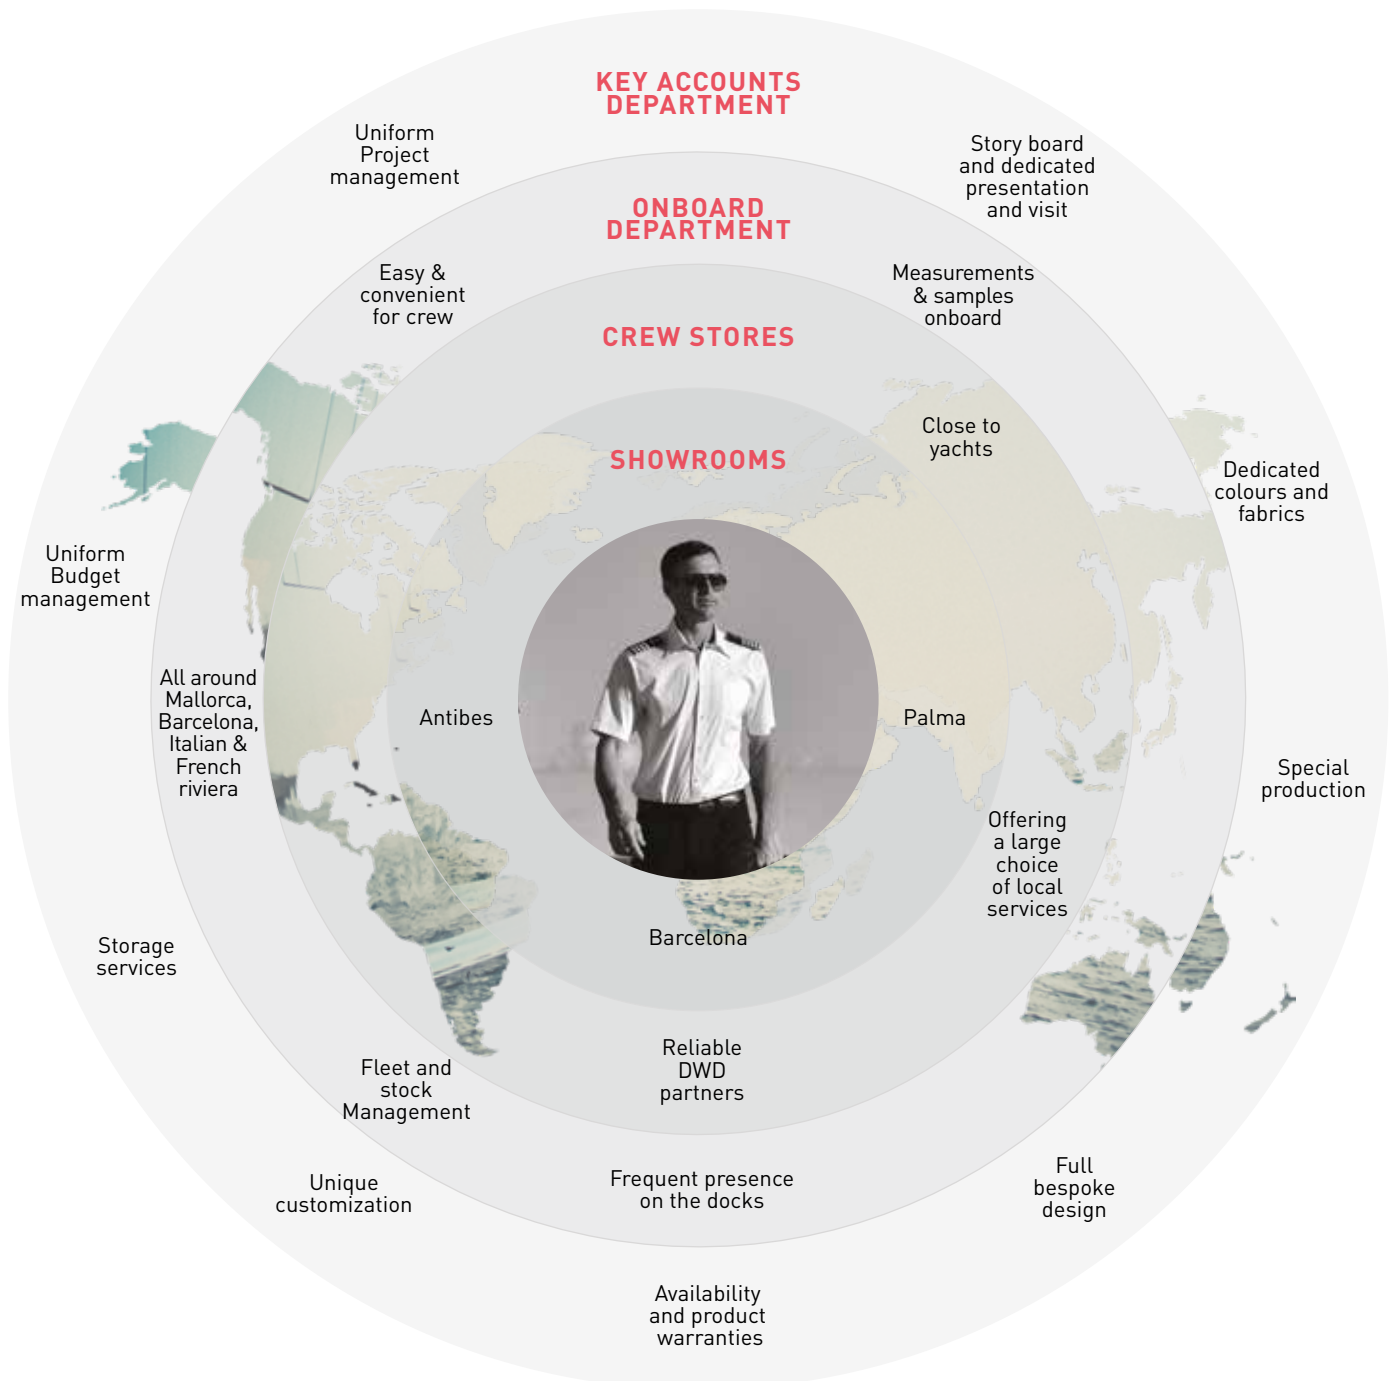 KEY ACCOUNTS
DEPARTMENT
Uniform
Project
management
Story board
and dedicated
presentation
and visit
ONBOARD
DEPARTMENT
Easy &
convenient
for crew
Measurements
& samples
onboard
CREW STORES
Close to
yachts
SHOWROOMS
Dedicated
colours and
fabrics
Uniform
Budget
management
All around
Mallorca,
Barcelona,
Italian &
French
riviera
Antibes
Palma
Special
production
Offering
a large
choice
of local
services
Barcelona
Storage
services
Reliable
DWD
partners
Fleet and
stock
Management
Unique
customization
Frequent presence
on the docks
Full
bespoke
design
Availability
and product
warranties